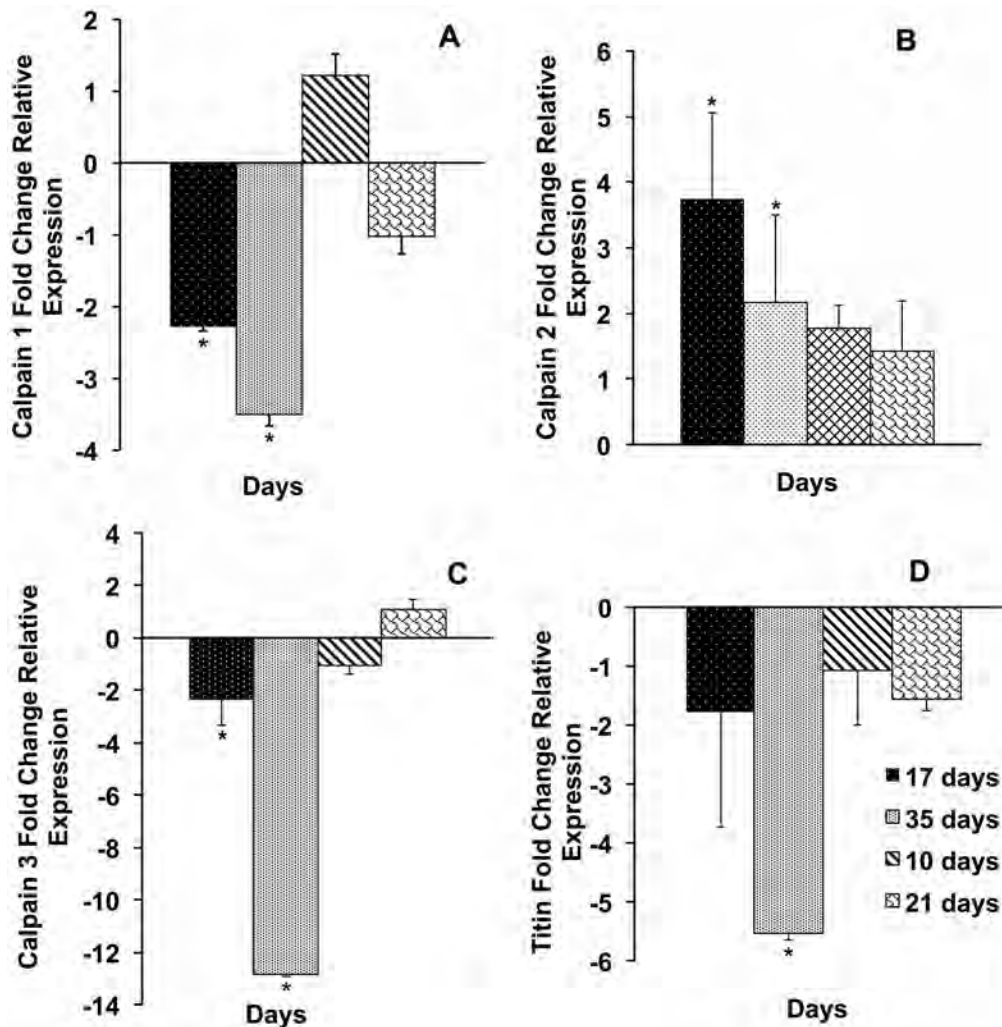 A
Calpain 1 Fold Change Relative
Expression
2
1
0
-1
-2
-3
-4
*
*
Days
B
Calpain 2 Fold Change Relative
Expression
6
5
4
3
2
1
0
*
*
Days
C
Calpain 3 Fold Change Relative
Expression
4
2
0
-2
-4
-6
-8
-10
-12
-14
*
*
Days
D
Titin Fold Change Relative
Expression
0
-1
-2
-3
-4
-5
-6
*
17 days
35 days
10 days
21 days
Days